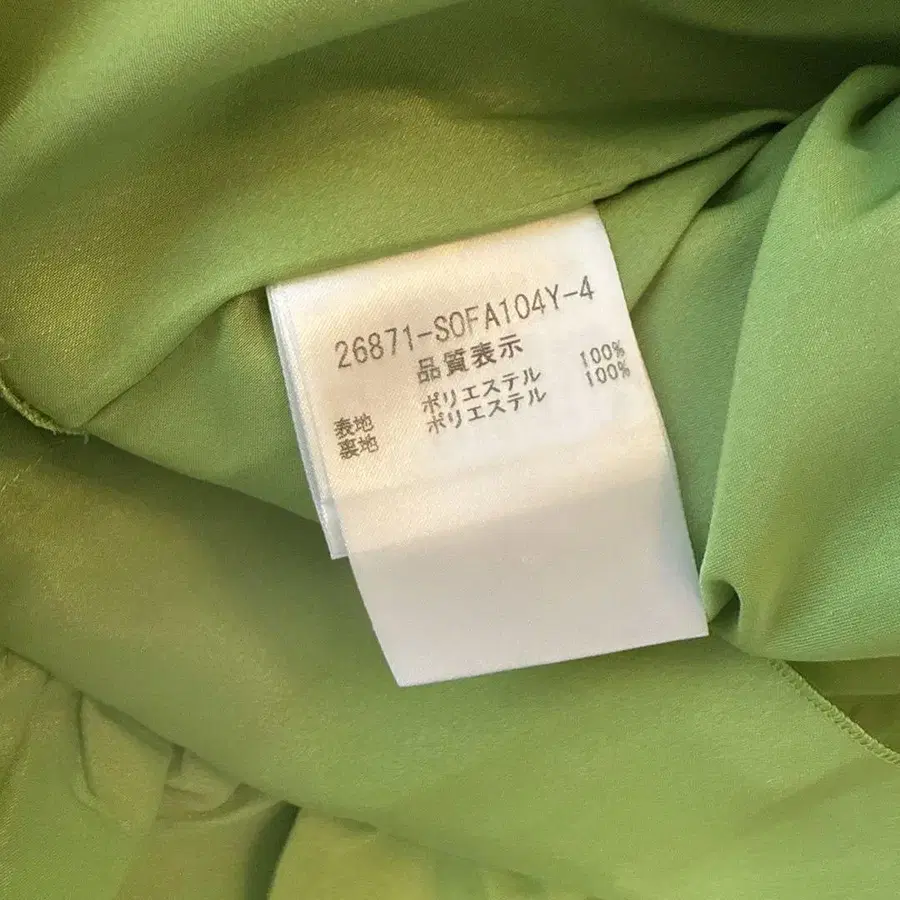 26871-SOFA104Y-4
品質表示
表地 ポリエステル 100%
裏地 ポリエステル 100%